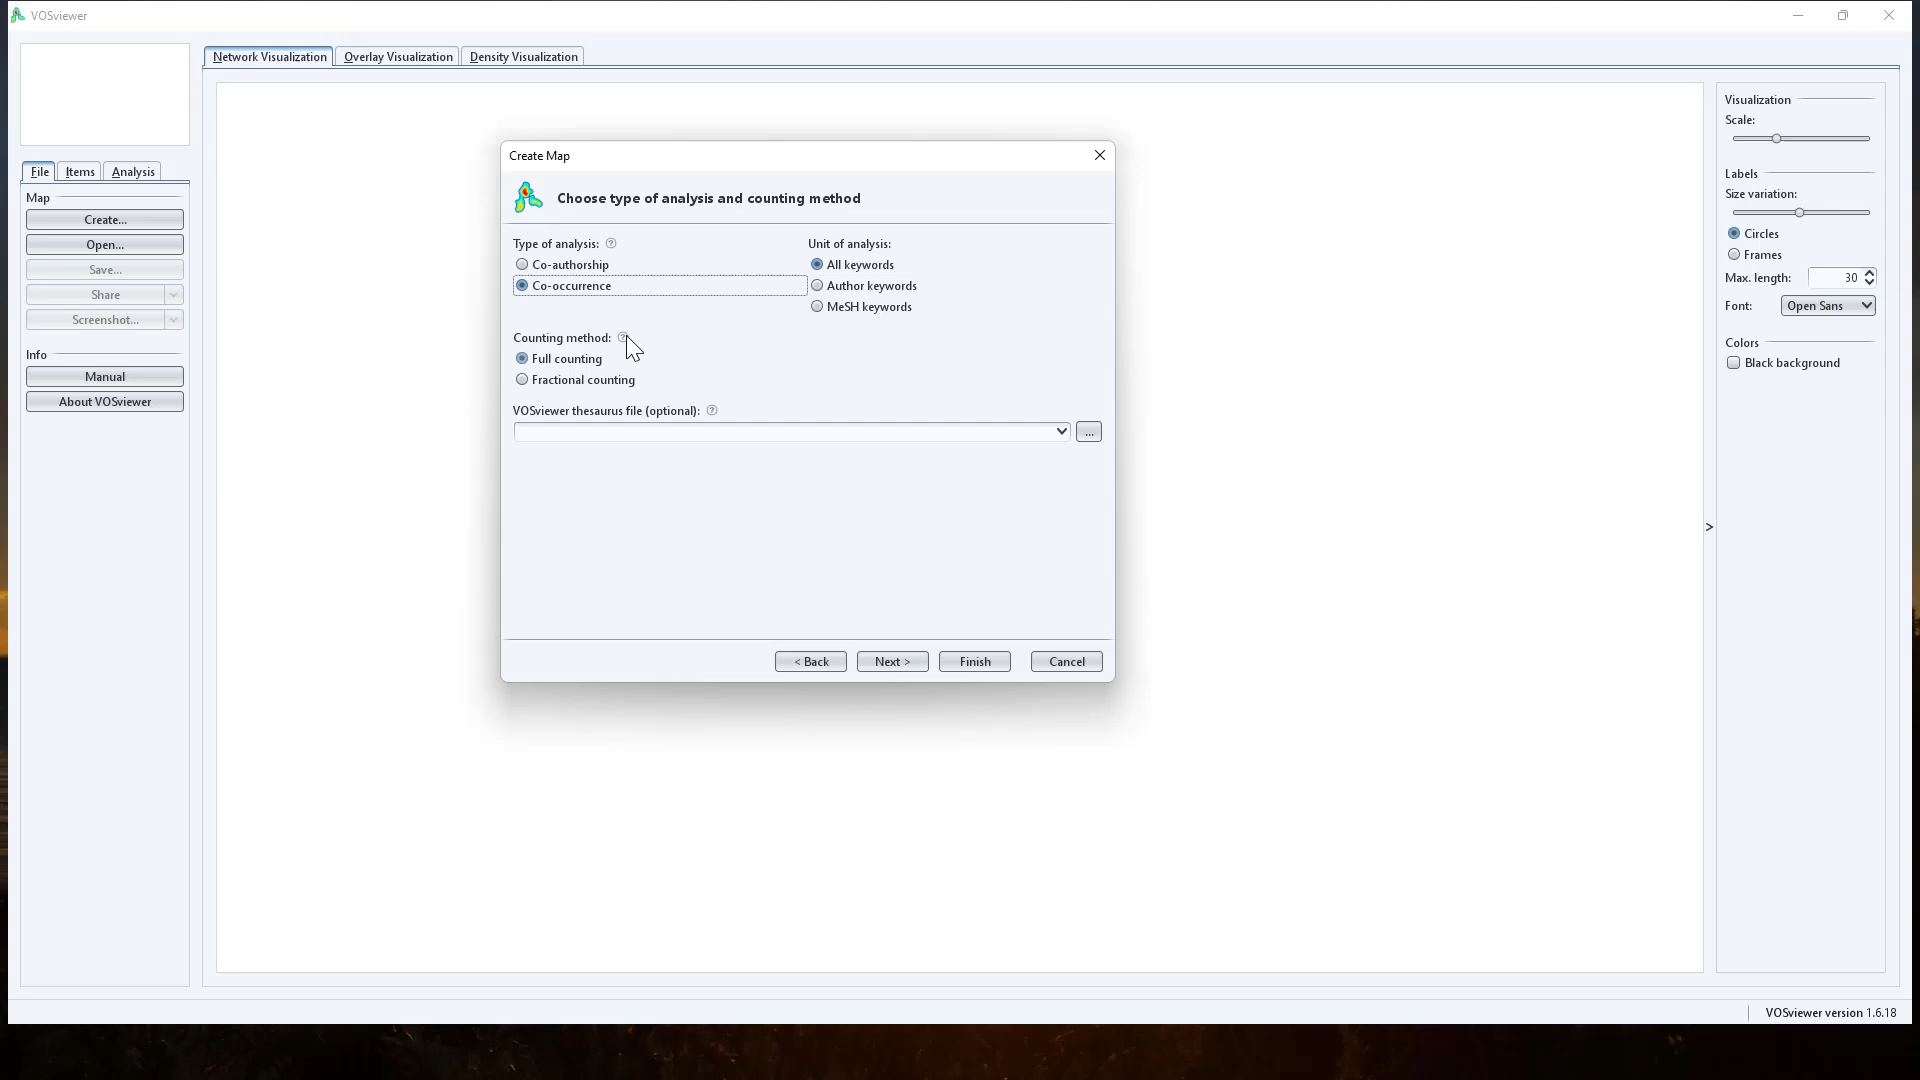 VOSviewer
Network Visualization
Overlay Visualization
Density Visualization
File
Items
Analysis
Map
Create...
Open...
Save...
Share
Screenshot...
Info
Manual
About VOSviewer
Create Map
Choose type of analysis and counting method
Type of analysis:
Co-authorship
Co-occurrence
Unit of analysis:
All keywords
Author keywords
MeSH keywords
Counting method:
Full counting
Fractional counting
VOSviewer thesaurus file (optional):
...
< Back
Next >
Finish
Cancel
>
Visualization
Scale:
Labels
Size variation:
Circles
Frames
Max. length: 30
Font: Open Sans
Colors
Black background
VOSviewer version 1.6.18